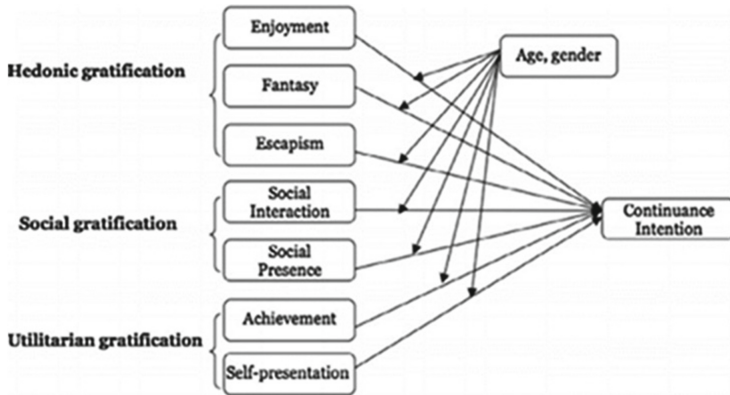 Enjoyment
Hedonic gratification
Fantasy
Escapism
Age, gender
Social gratification
Social
Interaction
Social
Presence
Continuance
Intention
Utilitarian gratification
Achievement
Self-presentation